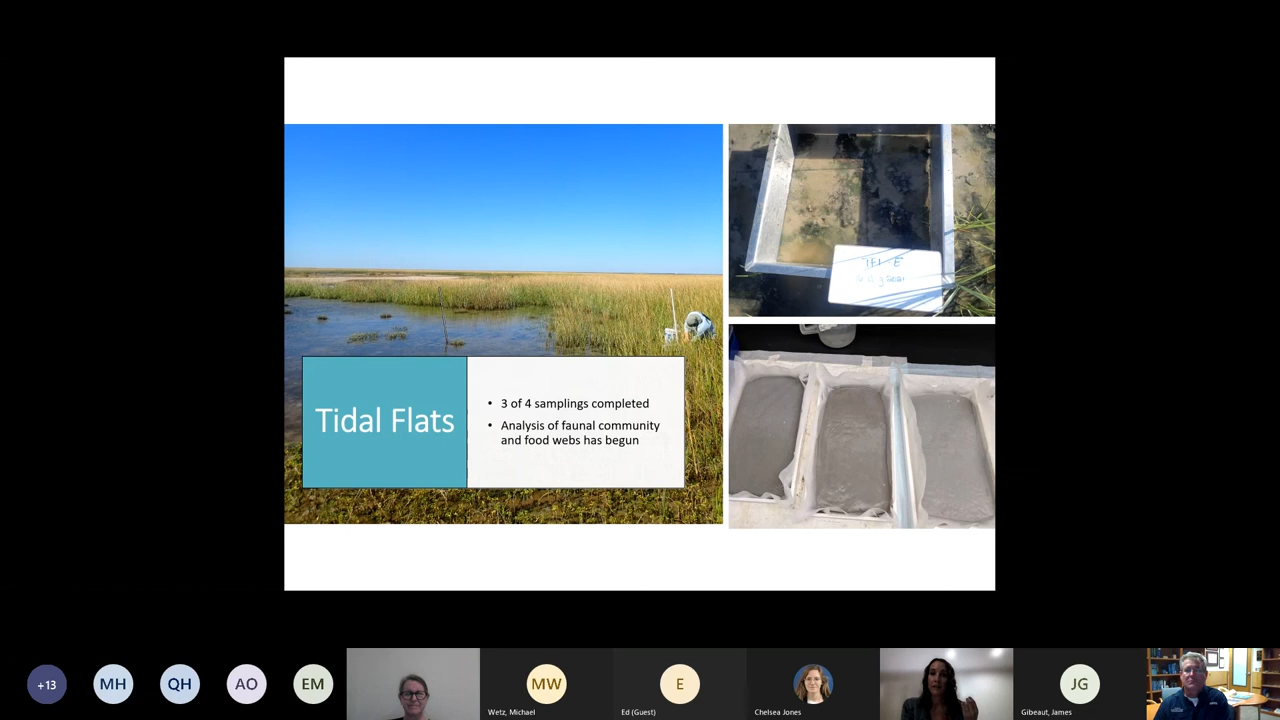 Tidal Flats
• 3 of 4 samplings completed
• Analysis of faunal community
and food webs has begun
+13
MH
QH
AO
EM
MW
Wetz, Michael
E
Ed (Guest)
Chelsea Jones
JG
Gibeaut, James